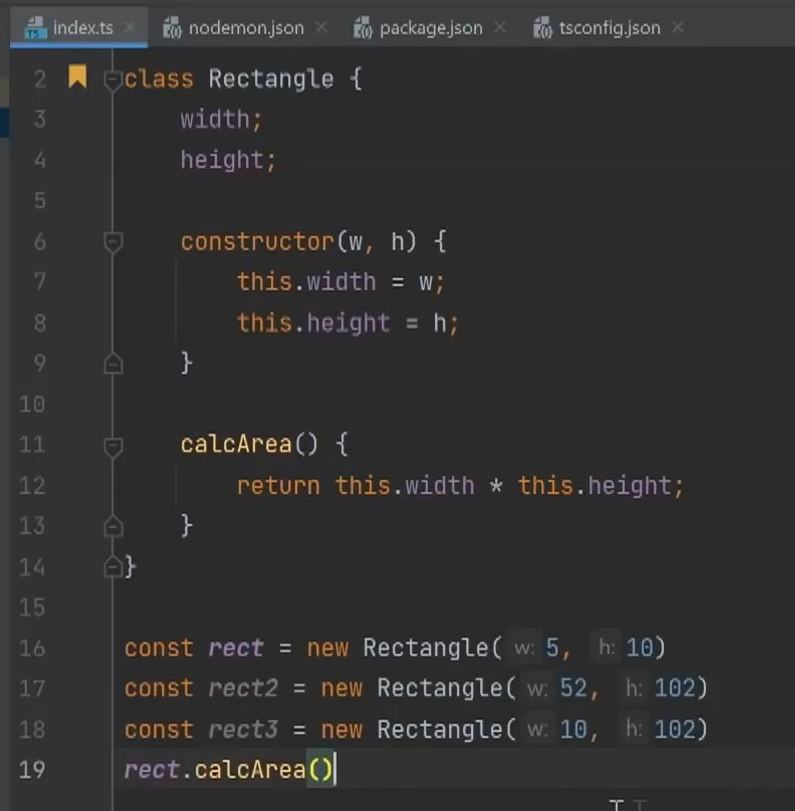 index.ts nodemon.json package.json tsconfig.json
2 class Rectangle {
3 width;
4 height;
5
6 constructor(w, h) {
7 this.width = w;
8 this.height = h;
9 }
10
11 calcArea() {
12 return this.width * this.height;
13 }
14 }
15
16 const rect = new Rectangle( w: 5, h: 10)
17 const rect2 = new Rectangle( w: 52, h: 102)
18 const rect3 = new Rectangle( w: 10, h: 102)
19 rect.calcArea()